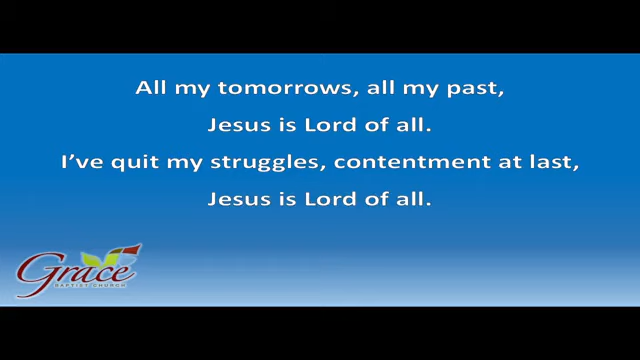 All my tomorrows, all my past,
Jesus is Lord of all.
I've quit my struggles, contentment at last,
Jesus is Lord of all.
Grace
BAPTIST CHURCH